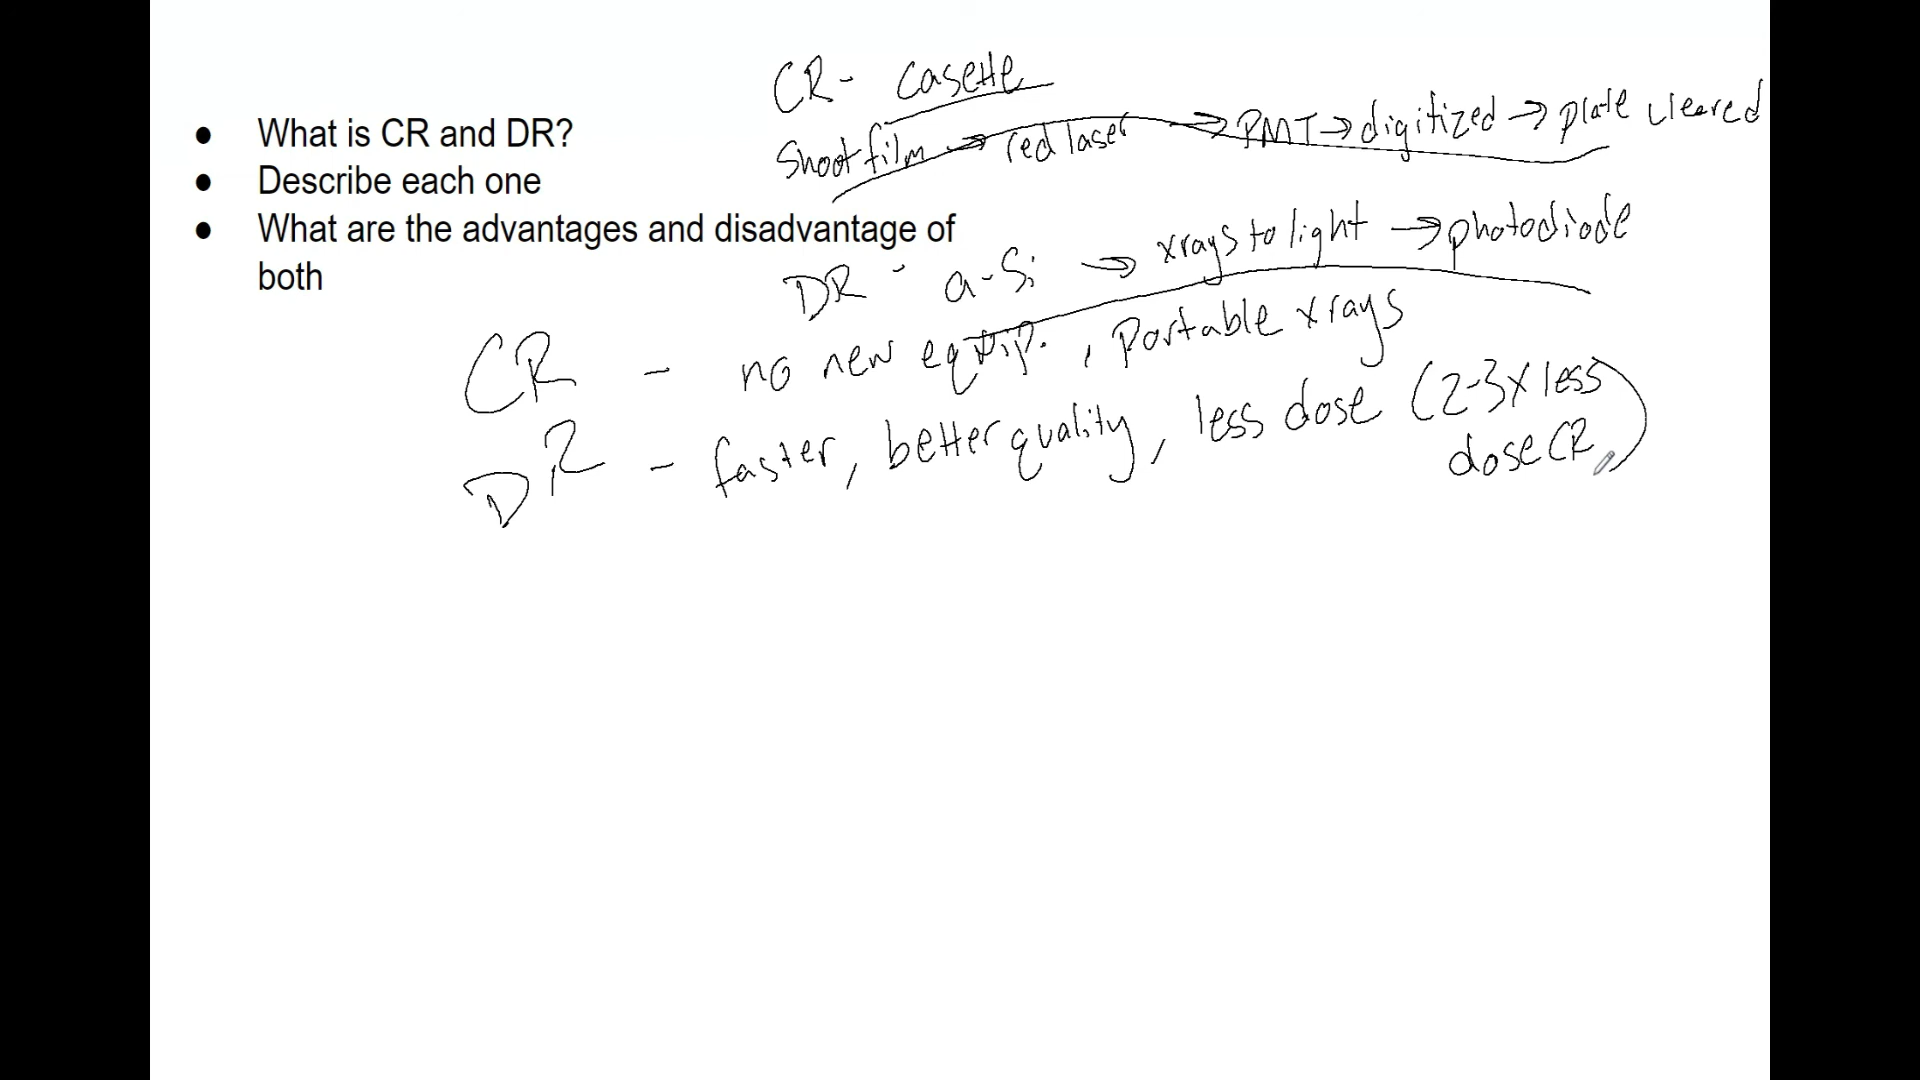 CR - casette
shoot film → red laser → PMT → digitized → plate cleared
• What is CR and DR?
• Describe each one
• What are the advantages and disadvantage of
both
DR - a-Si → xrays to light → photodiode
CR - no new equip. , portable xrays
DR - faster, better quality, less dose (2-3X less
dose CR)